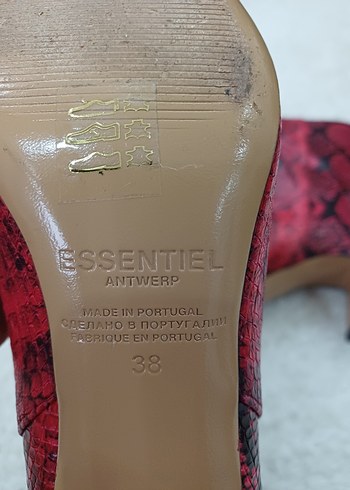 ESSENTIEL
ANTWERP
MADE IN PORTUGAL
СДЕЛАНО В ПОРТУГАЛИИ
FABRIQUE EN PORTUGAL
38